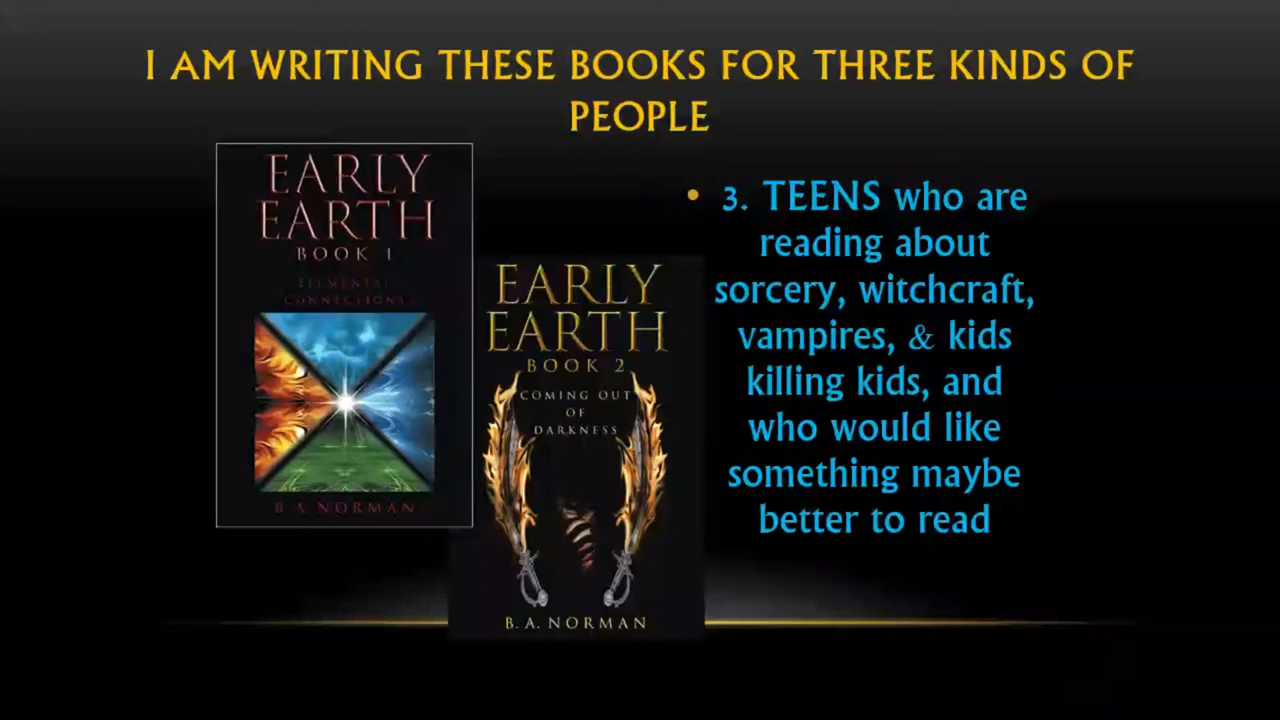 I AM WRITING THESE BOOKS FOR THREE KINDS OF
PEOPLE
EARLY
EARTH
BOOK 1
ELEMENTAL
CONNECTIONS
B. A. NORMAN
EARLY
EARTH
BOOK 2
COMING OUT
OF
DARKNESS
B. A. NORMAN
• 3. TEENS who are
reading about
sorcery, witchcraft,
vampires, & kids
killing kids, and
who would like
something maybe
better to read